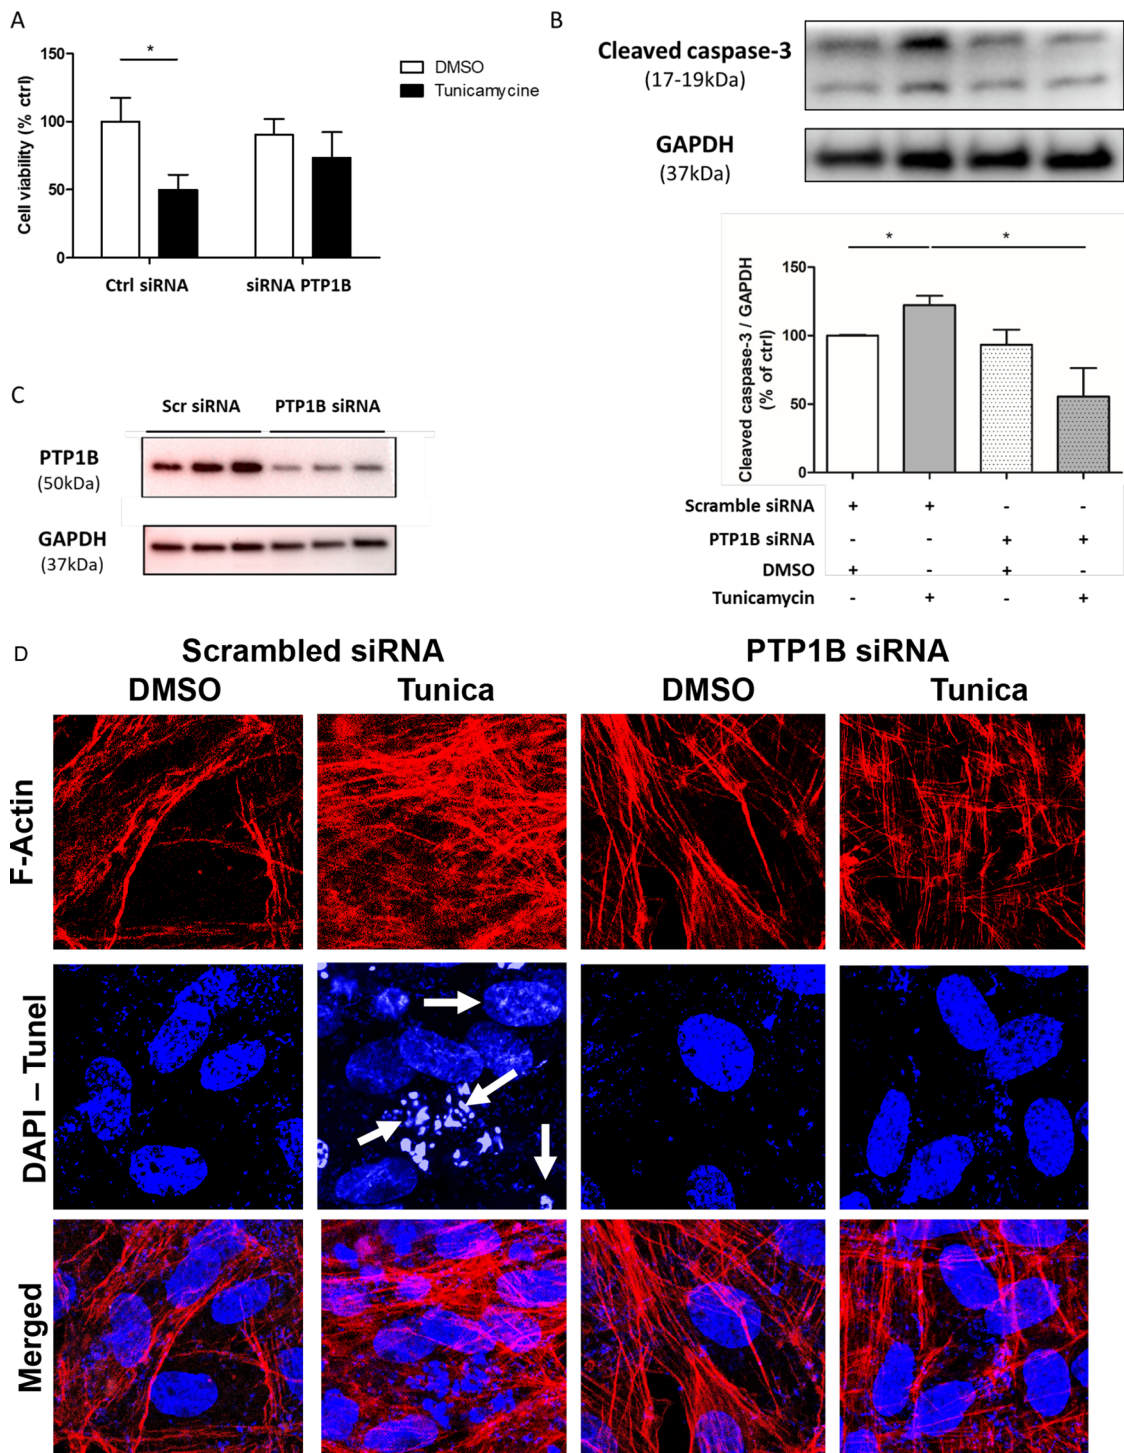 A
150
100
50
0
Cell viability (% ctrl)
*
DMSO
Tunicamycine
Ctrl siRNA
siRNA PTP1B
B
Cleaved caspase-3
(17-19kDa)
GAPDH
(37kDa)
* *
150
100
50
0
Cleaved caspase-3 / GAPDH
(% of ctrl)
Scramble siRNA + + - -
PTP1B siRNA - - + +
DMSO + - + -
Tunicamycin - + - +
C
Scr siRNA PTP1B siRNA
PTP1B
(50kDa)
GAPDH
(37kDa)
D
Scrambled siRNA PTP1B siRNA
DMSO Tunica DMSO Tunica
F-Actin
DAPI – Tunel
Merged